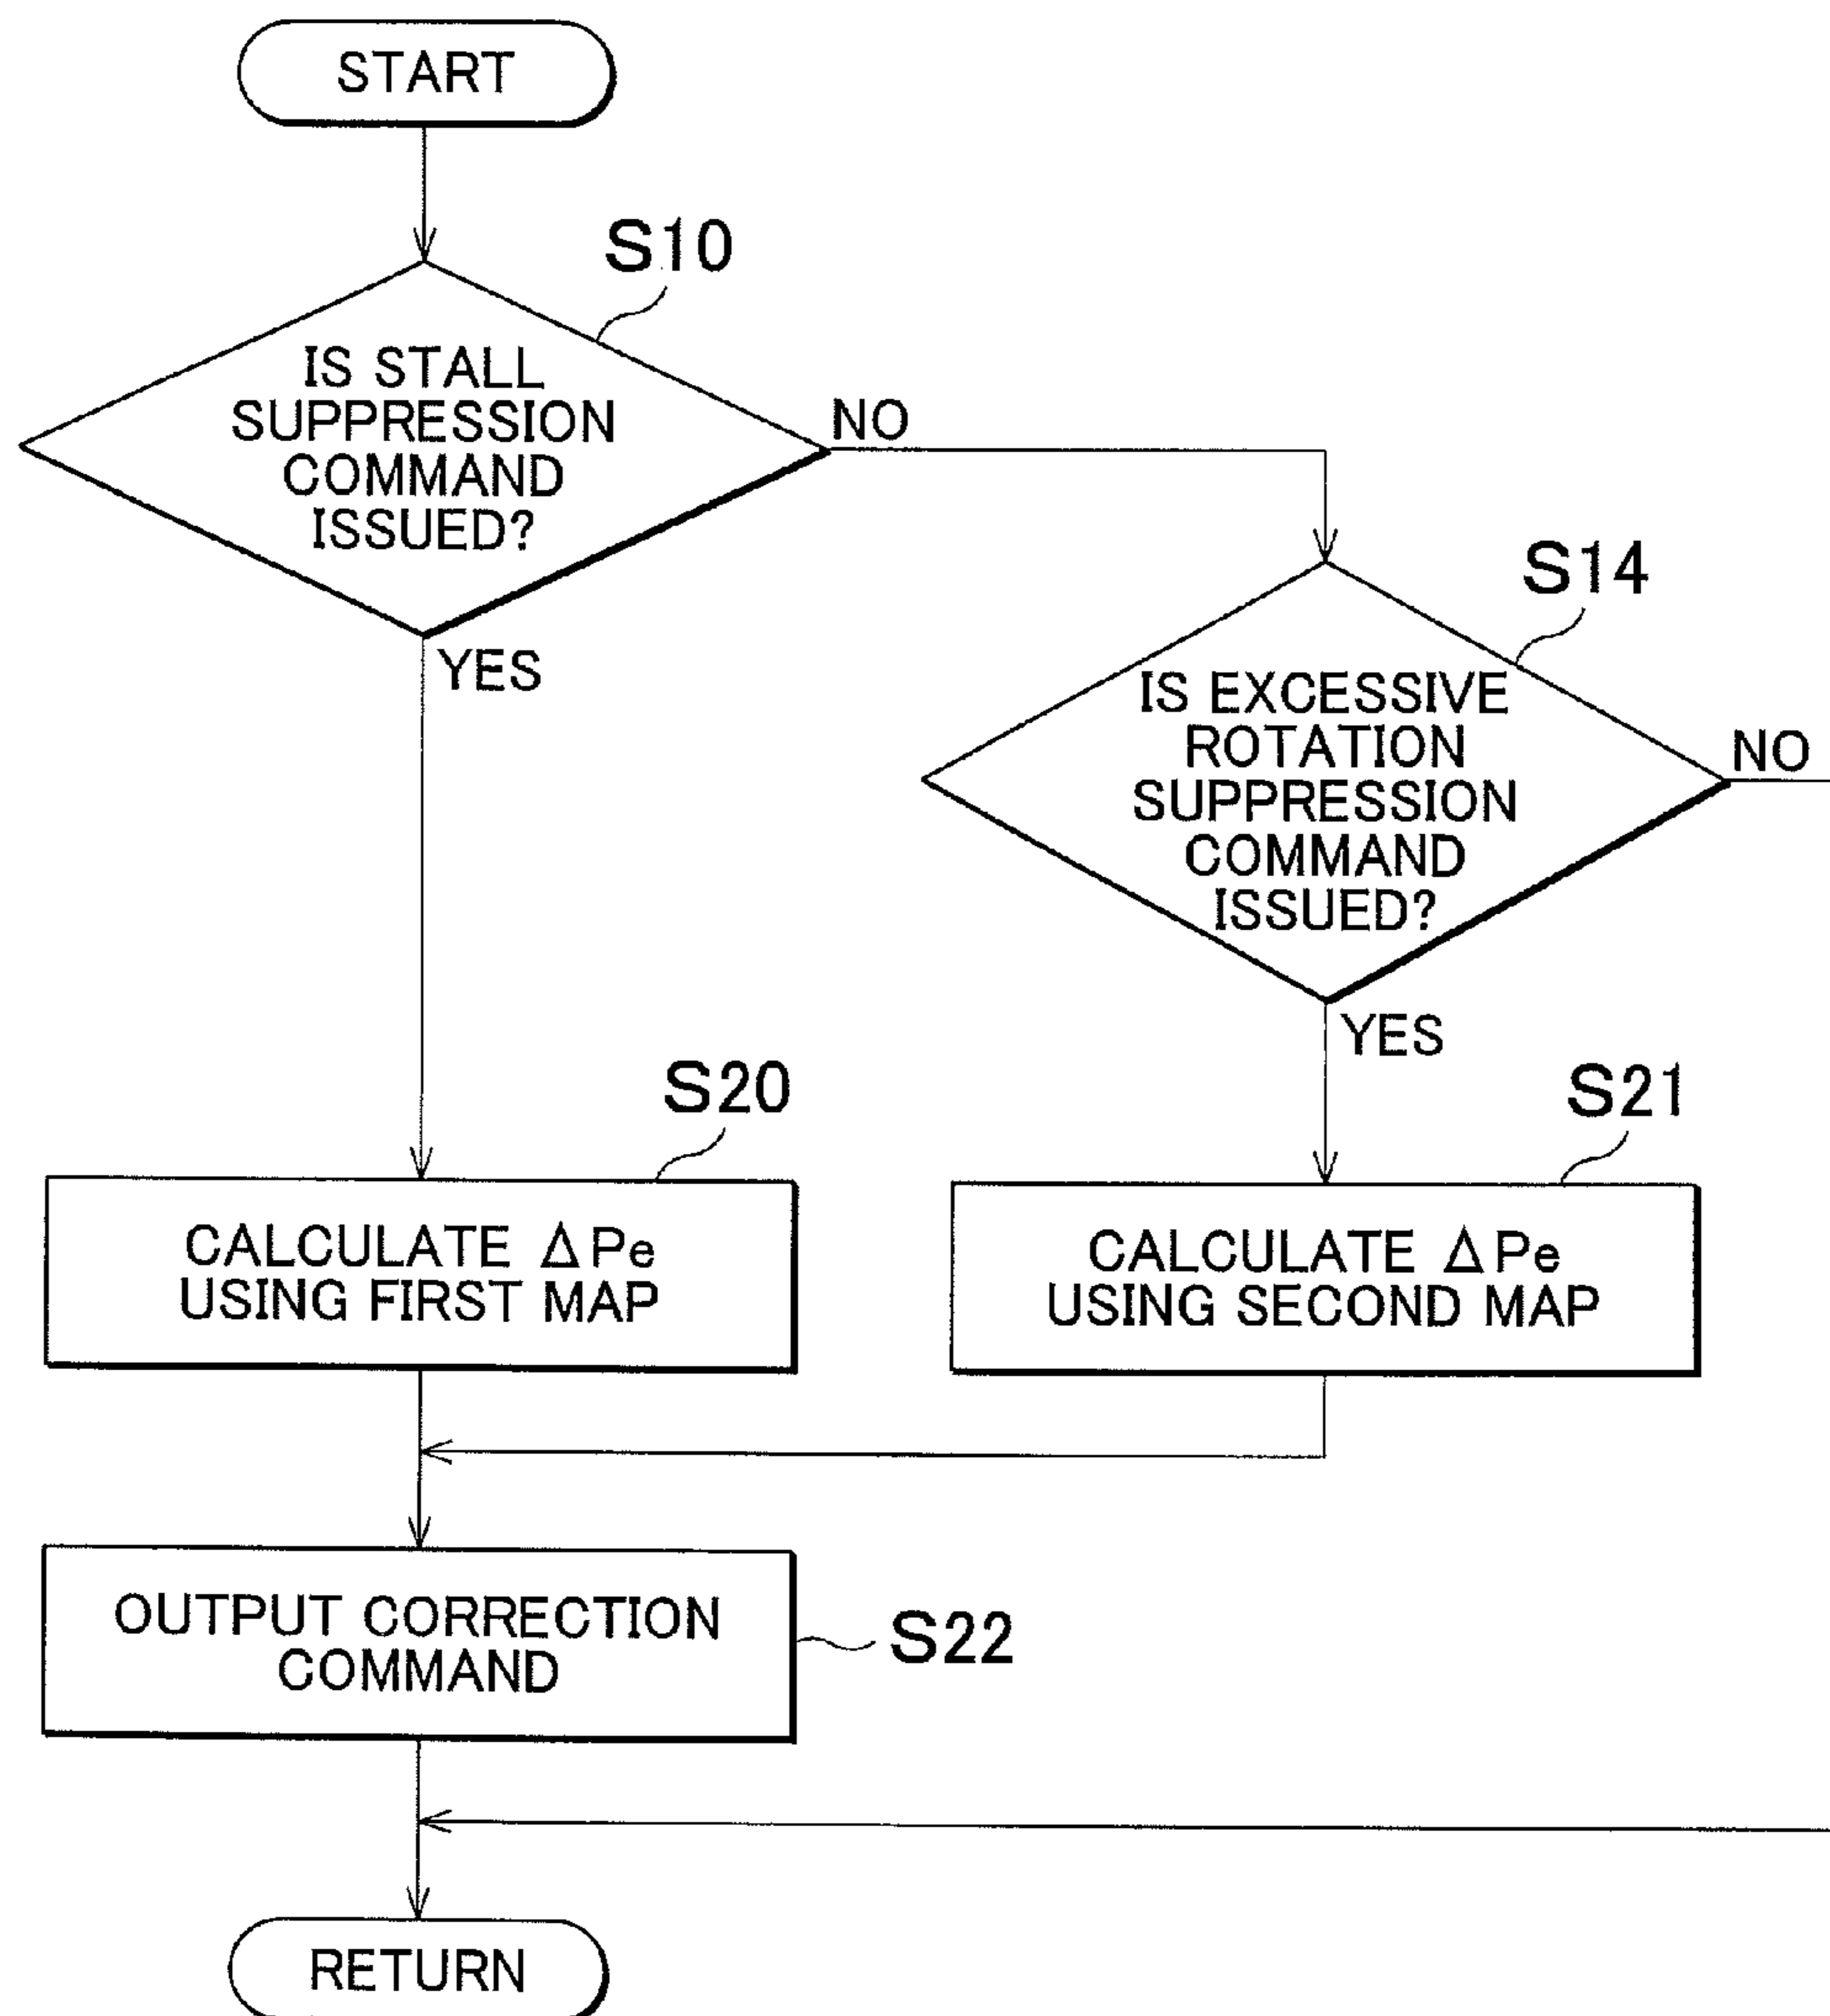 START
S10
IS STALL
SUPPRESSION
COMMAND
ISSUED?
NO
YES
S14
IS EXCESSIVE
ROTATION
SUPPRESSION
COMMAND
ISSUED?
NO
YES
S20
CALCULATE ΔPe
USING FIRST MAP
S21
CALCULATE ΔPe
USING SECOND MAP
OUTPUT CORRECTION
COMMAND
S22
RETURN